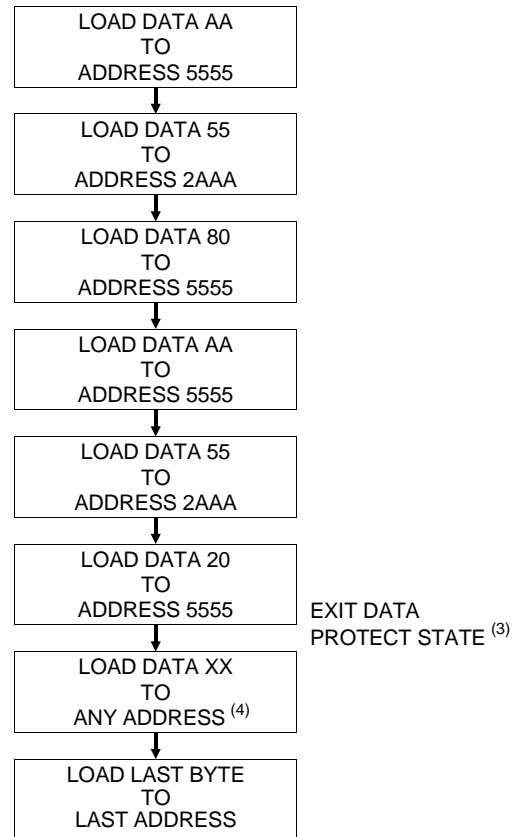 LOAD DATA AA
TO
ADDRESS 5555
LOAD DATA 55
TO
ADDRESS 2AAA
LOAD DATA 80
TO
ADDRESS 5555
LOAD DATA AA
TO
ADDRESS 5555
LOAD DATA 55
TO
ADDRESS 2AAA
LOAD DATA 20
TO
ADDRESS 5555
EXIT DATA
PROTECT STATE (3)
LOAD DATA XX
TO
ANY ADDRESS (4)
LOAD LAST BYTE
TO
LAST ADDRESS